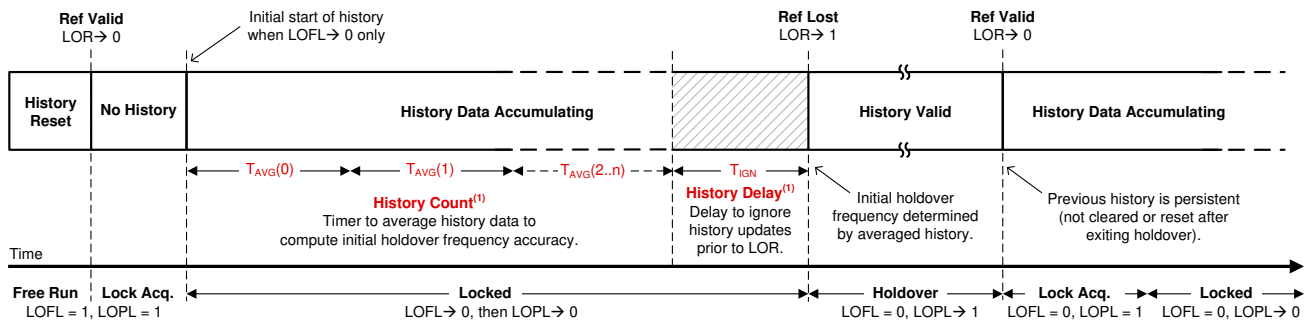 Ref Valid
LOR→ 0
Initial start of history
when LOFL→ 0 only
Ref Lost
LOR→ 1
Ref Valid
LOR→ 0
History
Reset
No History
History Data Accumulating
History Valid
History Data Accumulating
TAVG(0)
TAVG(1)
TAVG(2..n)
TIGN
History Count(1)
Timer to average history data to
compute initial holdover frequency accuracy.
History Delay(1)
Delay to ignore
history updates
prior to LOR.
Initial holdover
frequency determined
by averaged history.
Previous history is persistent
(not cleared or reset after
exiting holdover).
Time
Free Run
Lock Acq.
LOFL = 1, LOPL = 1
Locked
LOFL→ 0, then LOPL→ 0
Holdover
LOFL = 0, LOPL→ 1
Lock Acq.
LOFL = 0, LOPL = 1
Locked
LOFL = 0, LOPL→ 0